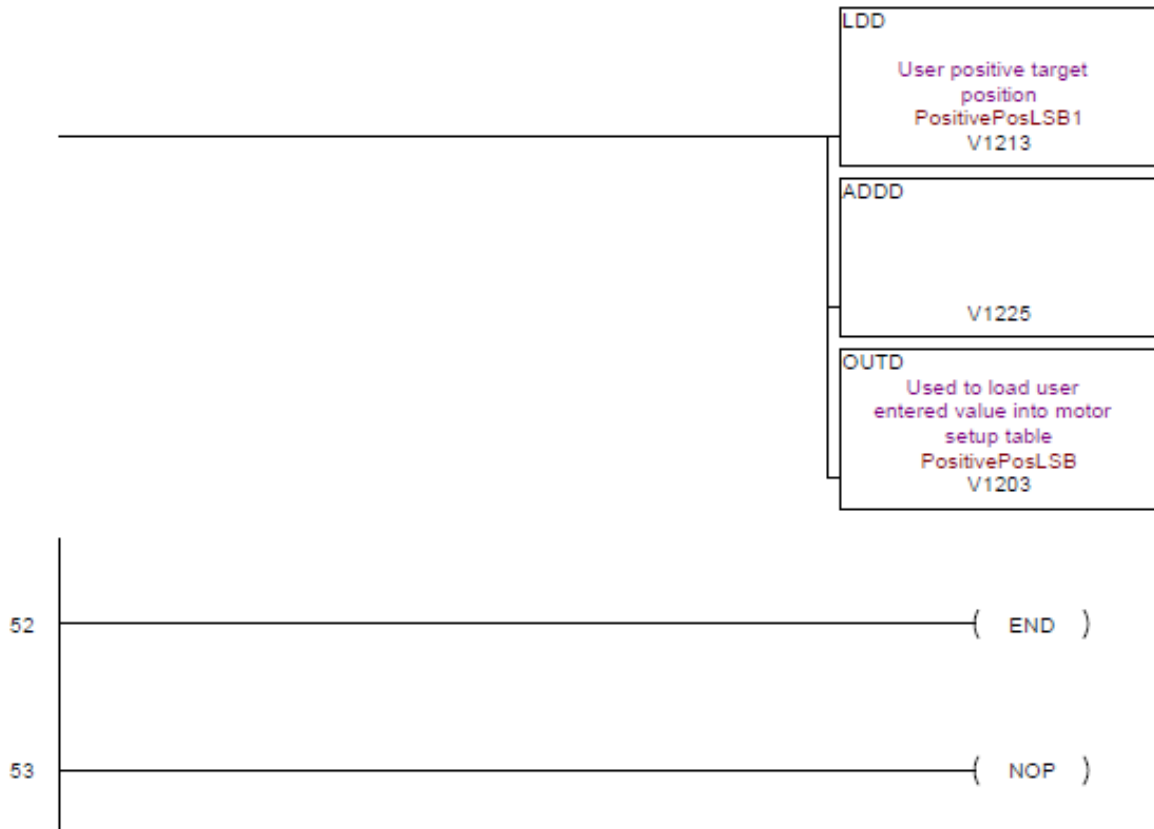 LDD
User positive target
position
PositivePosLSB1
V1213
ADDD
V1225
OUTD
Used to load user
entered value into motor
setup table
PositivePosLSB
V1203
52
( END )
53
( NOP )